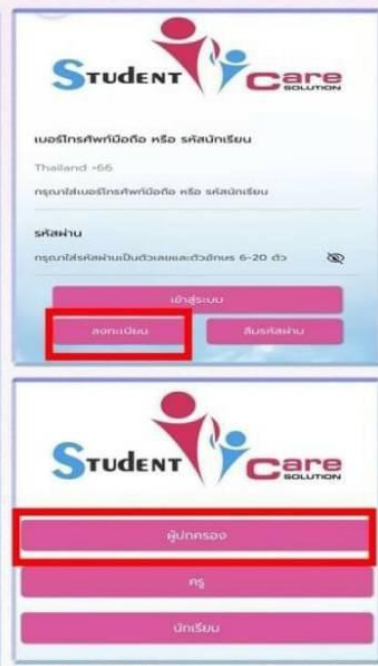 STUDENT Care
SOLUTION
เบอร์โทรศัพท์มือถือ หรือ รหัสนักเรียน
Thailand +66
กรุณาใส่เบอร์โทรศัพท์มือถือ หรือ รหัสนักเรียน
รหัสผ่าน
กรุณาใส่รหัสผ่านเป็นตัวเลขและตัวอักษร 6-20 ตัว
เข้าสู่ระบบ
ลงทะเบียน ลืมรหัสผ่าน
STUDENT Care
SOLUTION
ผู้ปกครอง
ครู
นักเรียน